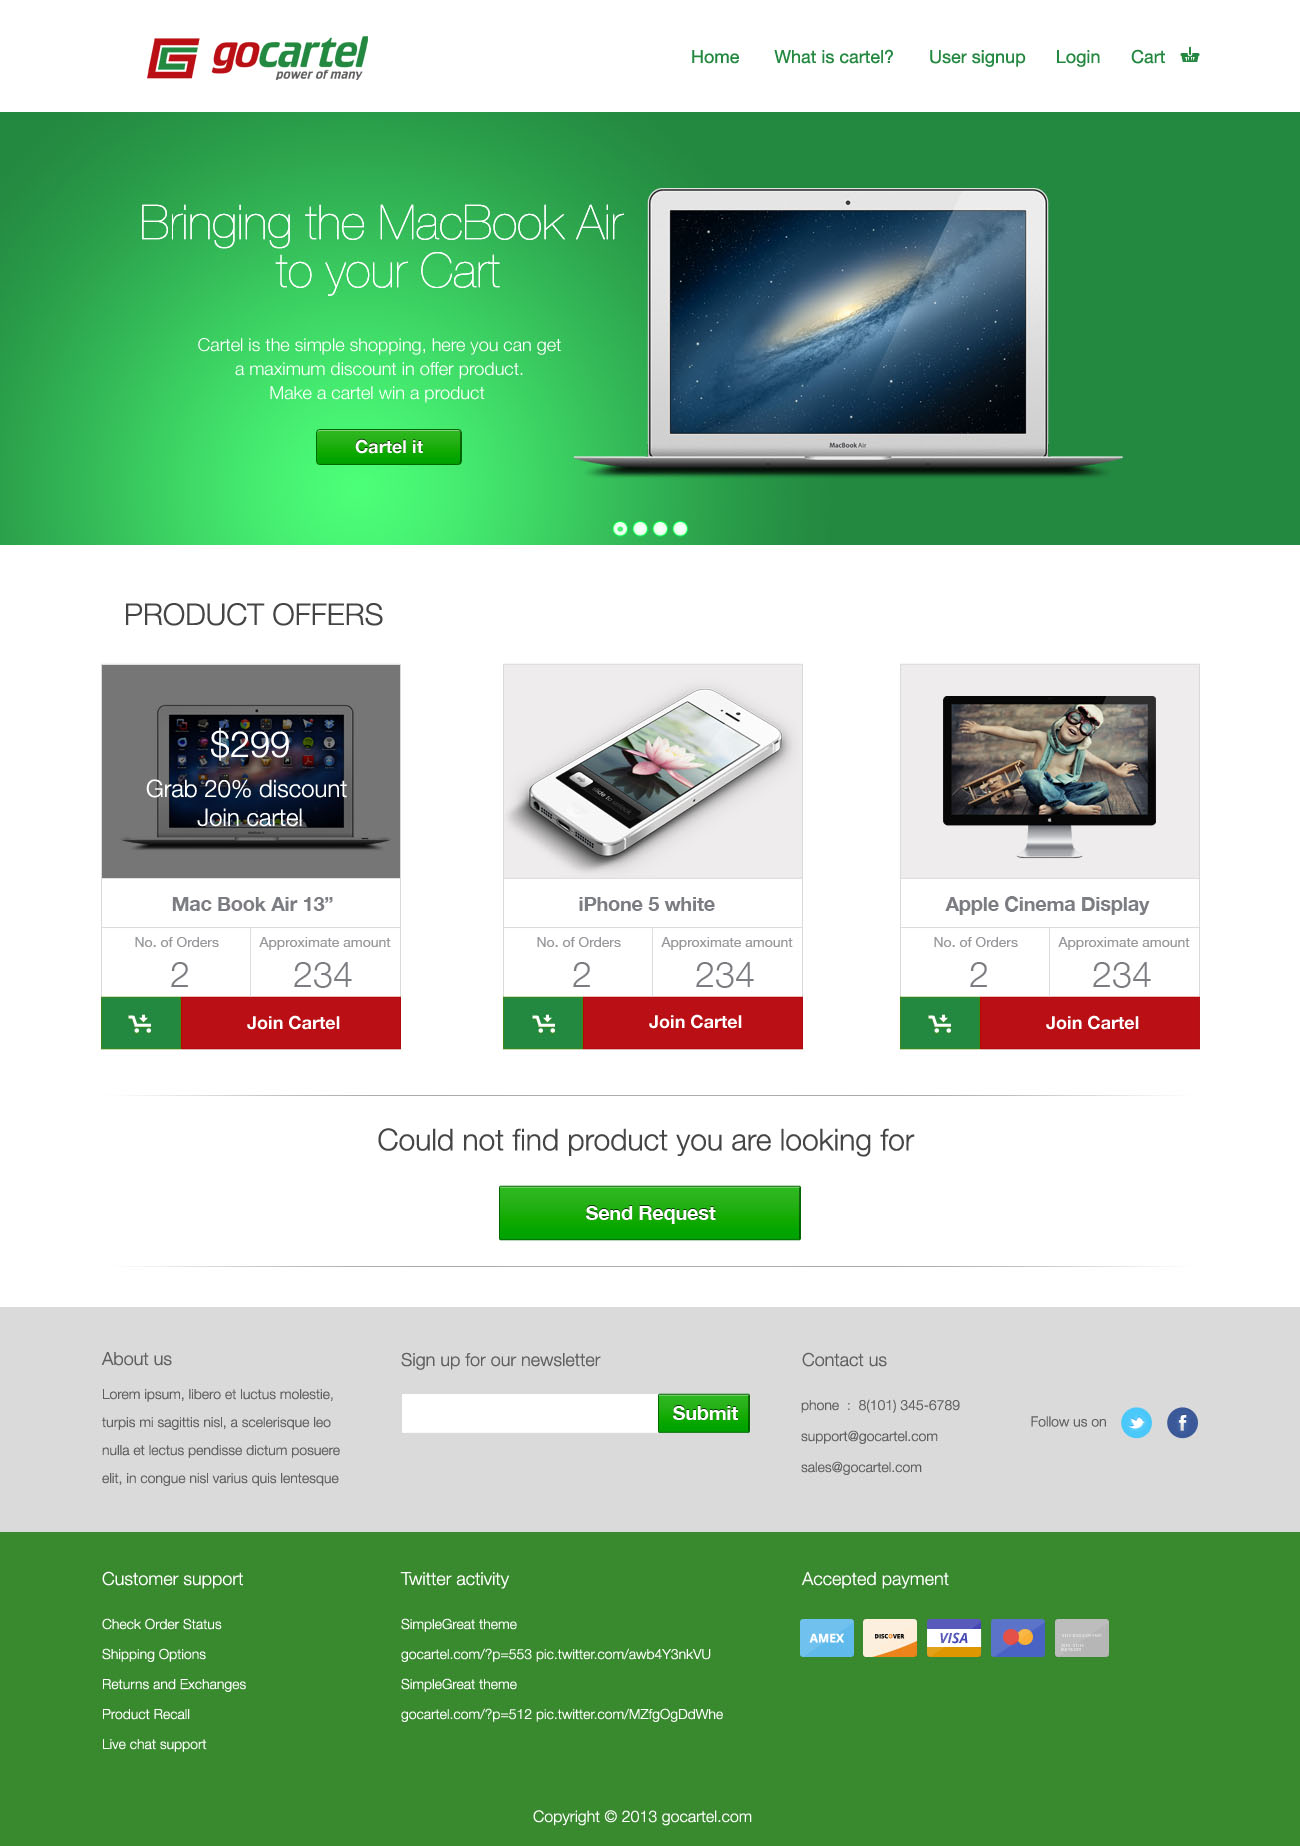 gocartel
power of many
Home What is cartel? User signup Login Cart
Bringing the MacBook Air
to your Cart
Cartel is the simple shopping, here you can get
a maximum discount in offer product.
Make a cartel win a product
Cartel it
MacBook Air
PRODUCT OFFERS
$299
Grab 20% discount
Join cartel
Mac Book Air 13”
No. of Orders Approximate amount
2 234
Join Cartel
iPhone 5 white
No. of Orders Approximate amount
2 234
Join Cartel
Apple Cinema Display
No. of Orders Approximate amount
2 234
Join Cartel
Could not find product you are looking for
Send Request
About us
Lorem ipsum, libero et luctus molestie,
turpis mi sagittis nisl, a scelerisque leo
nulla et lectus pendisse dictum posuere
elit, in congue nisl varius quis lentesque
Sign up for our newsletter
Submit
Contact us
phone : 8(101) 345-6789
support@gocartel.com
sales@gocartel.com
Follow us on
Customer support
Check Order Status
Shipping Options
Returns and Exchanges
Product Recall
Live chat support
Twitter activity
SimpleGreat theme
gocartel.com/?p=553 pic.twitter.com/awb4Y3nkVU
SimpleGreat theme
gocartel.com/?p=512 pic.twitter.com/MZfgOgDdWhe
Accepted payment
AMEX DISCOVER VISA
Copyright © 2013 gocartel.com